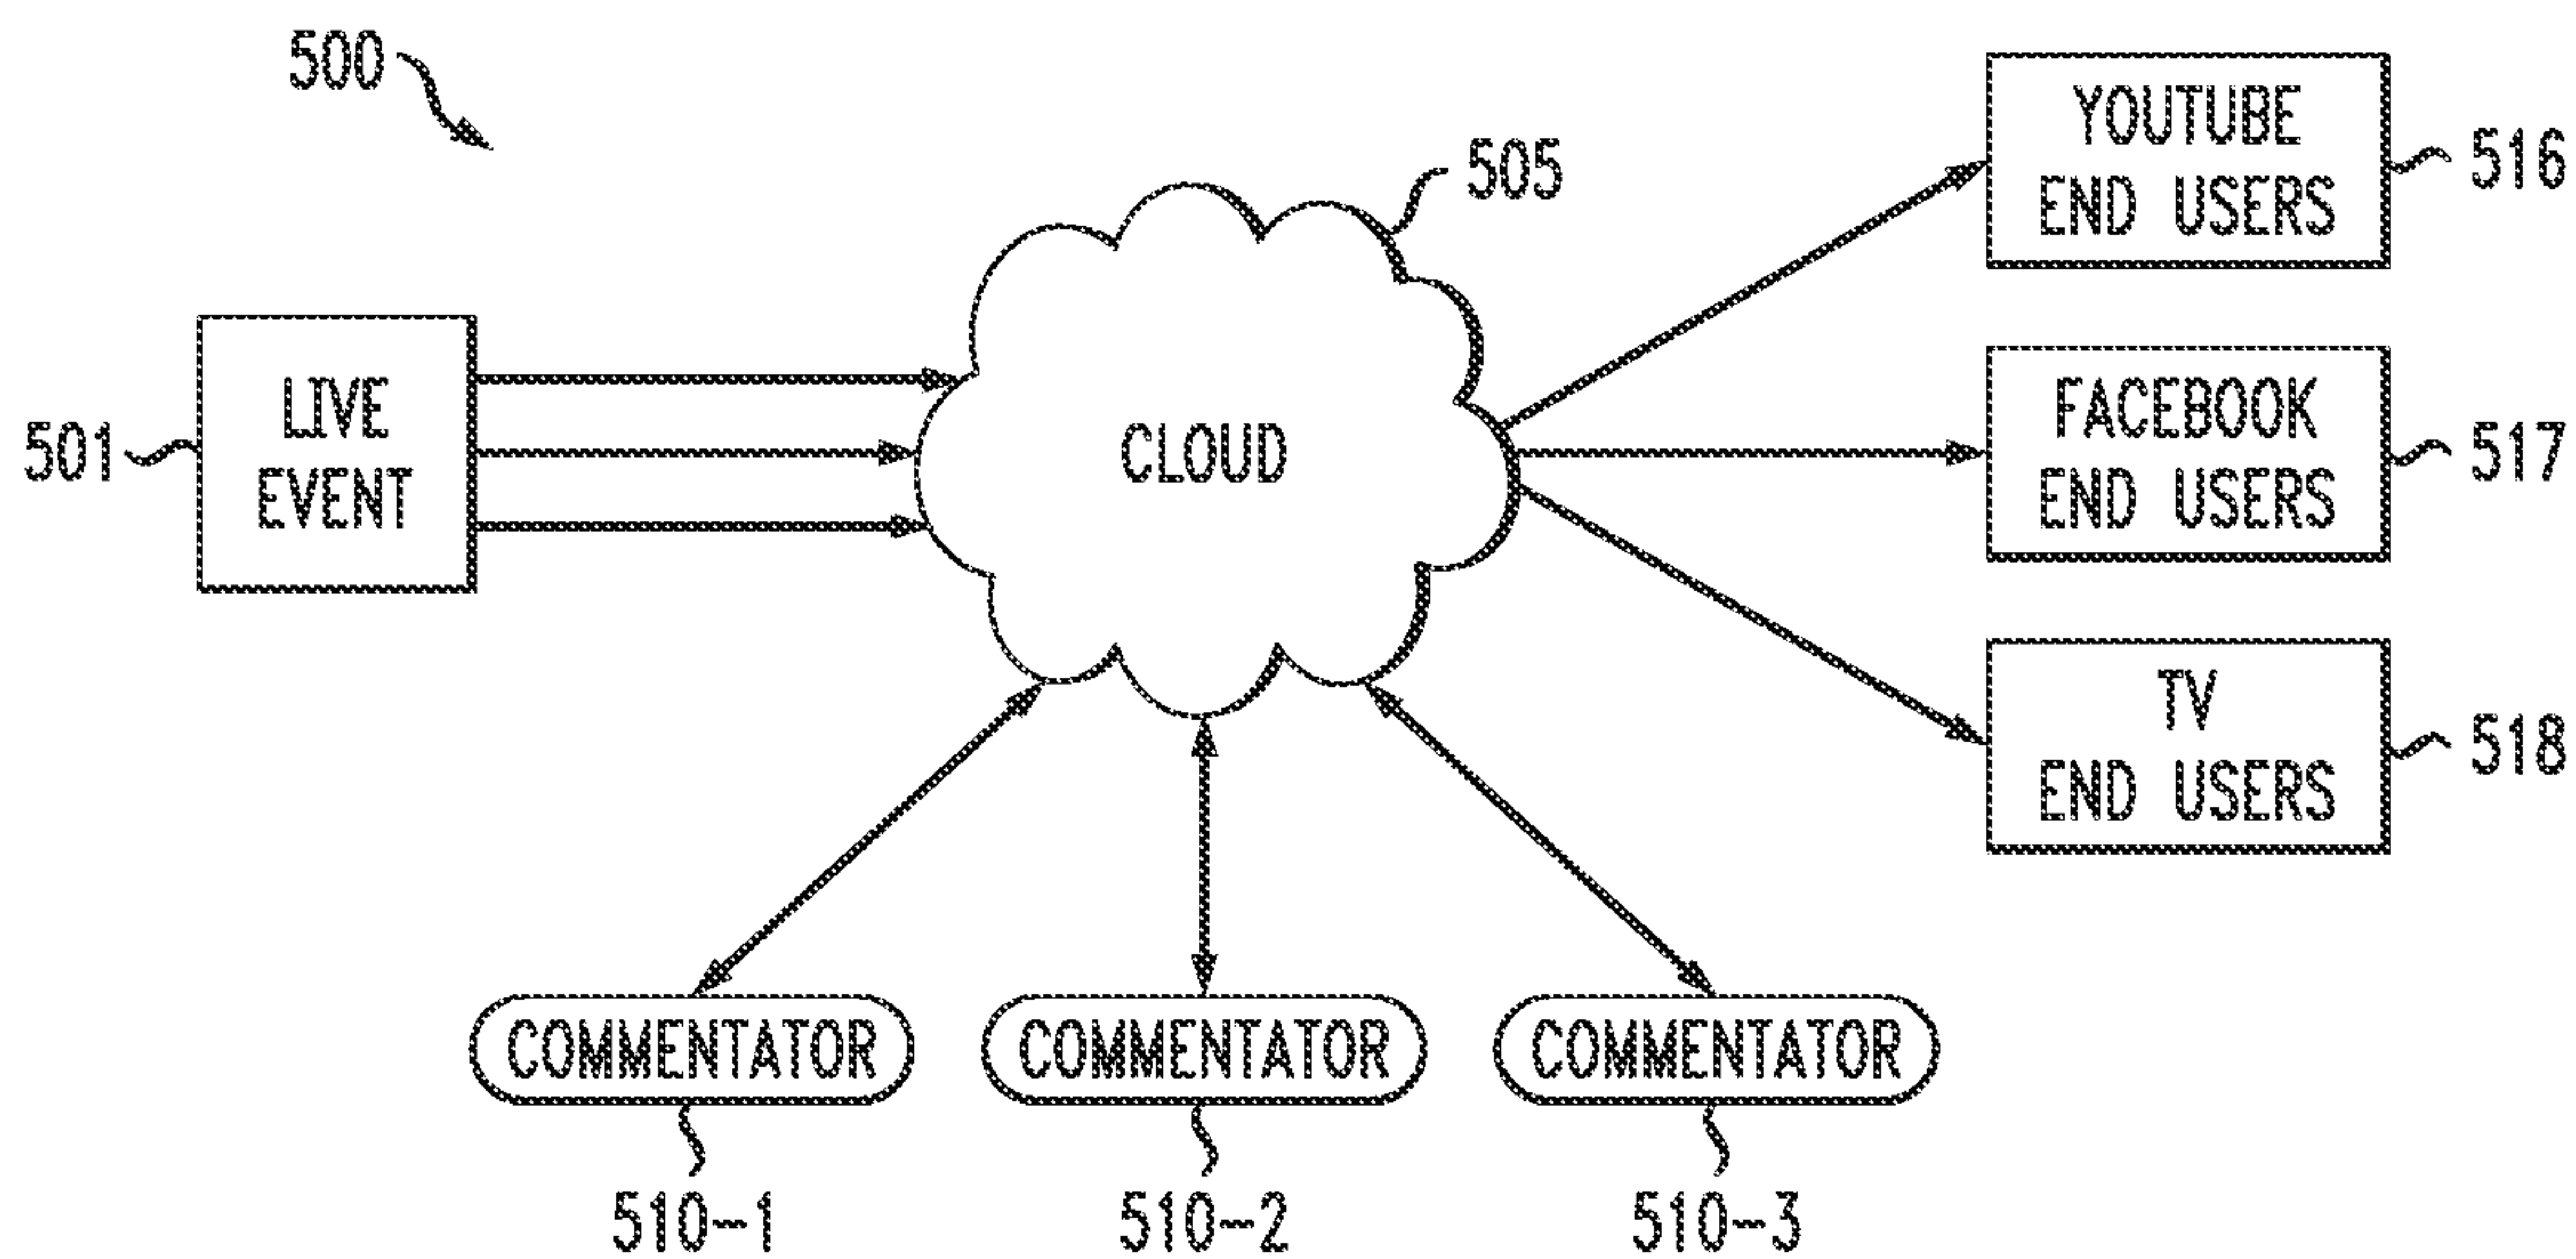 500
505
YOUTUBE
END USERS
516
501
LIVE
EVENT
CLOUD
FACEBOOK
END USERS
517
TV
END USERS
518
COMMENTATOR
COMMENTATOR
COMMENTATOR
510-1
510-2
510-3